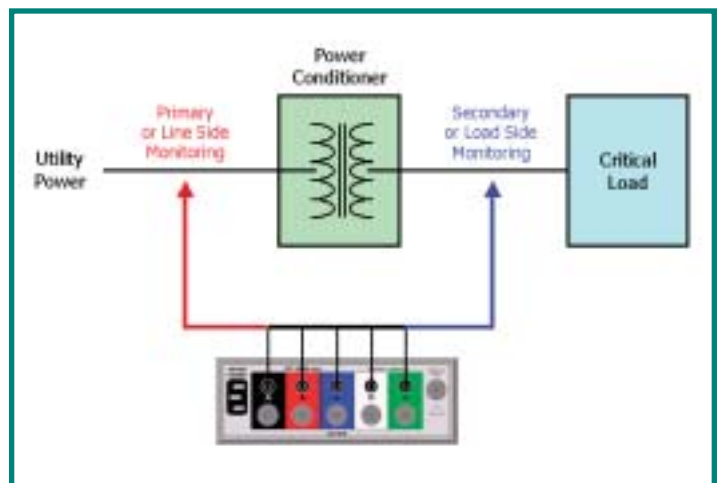 Power
Conditioner
Primary
or Line Side
Monitoring
Secondary
or Load Side
Monitoring
Utility
Power
Critical
Load